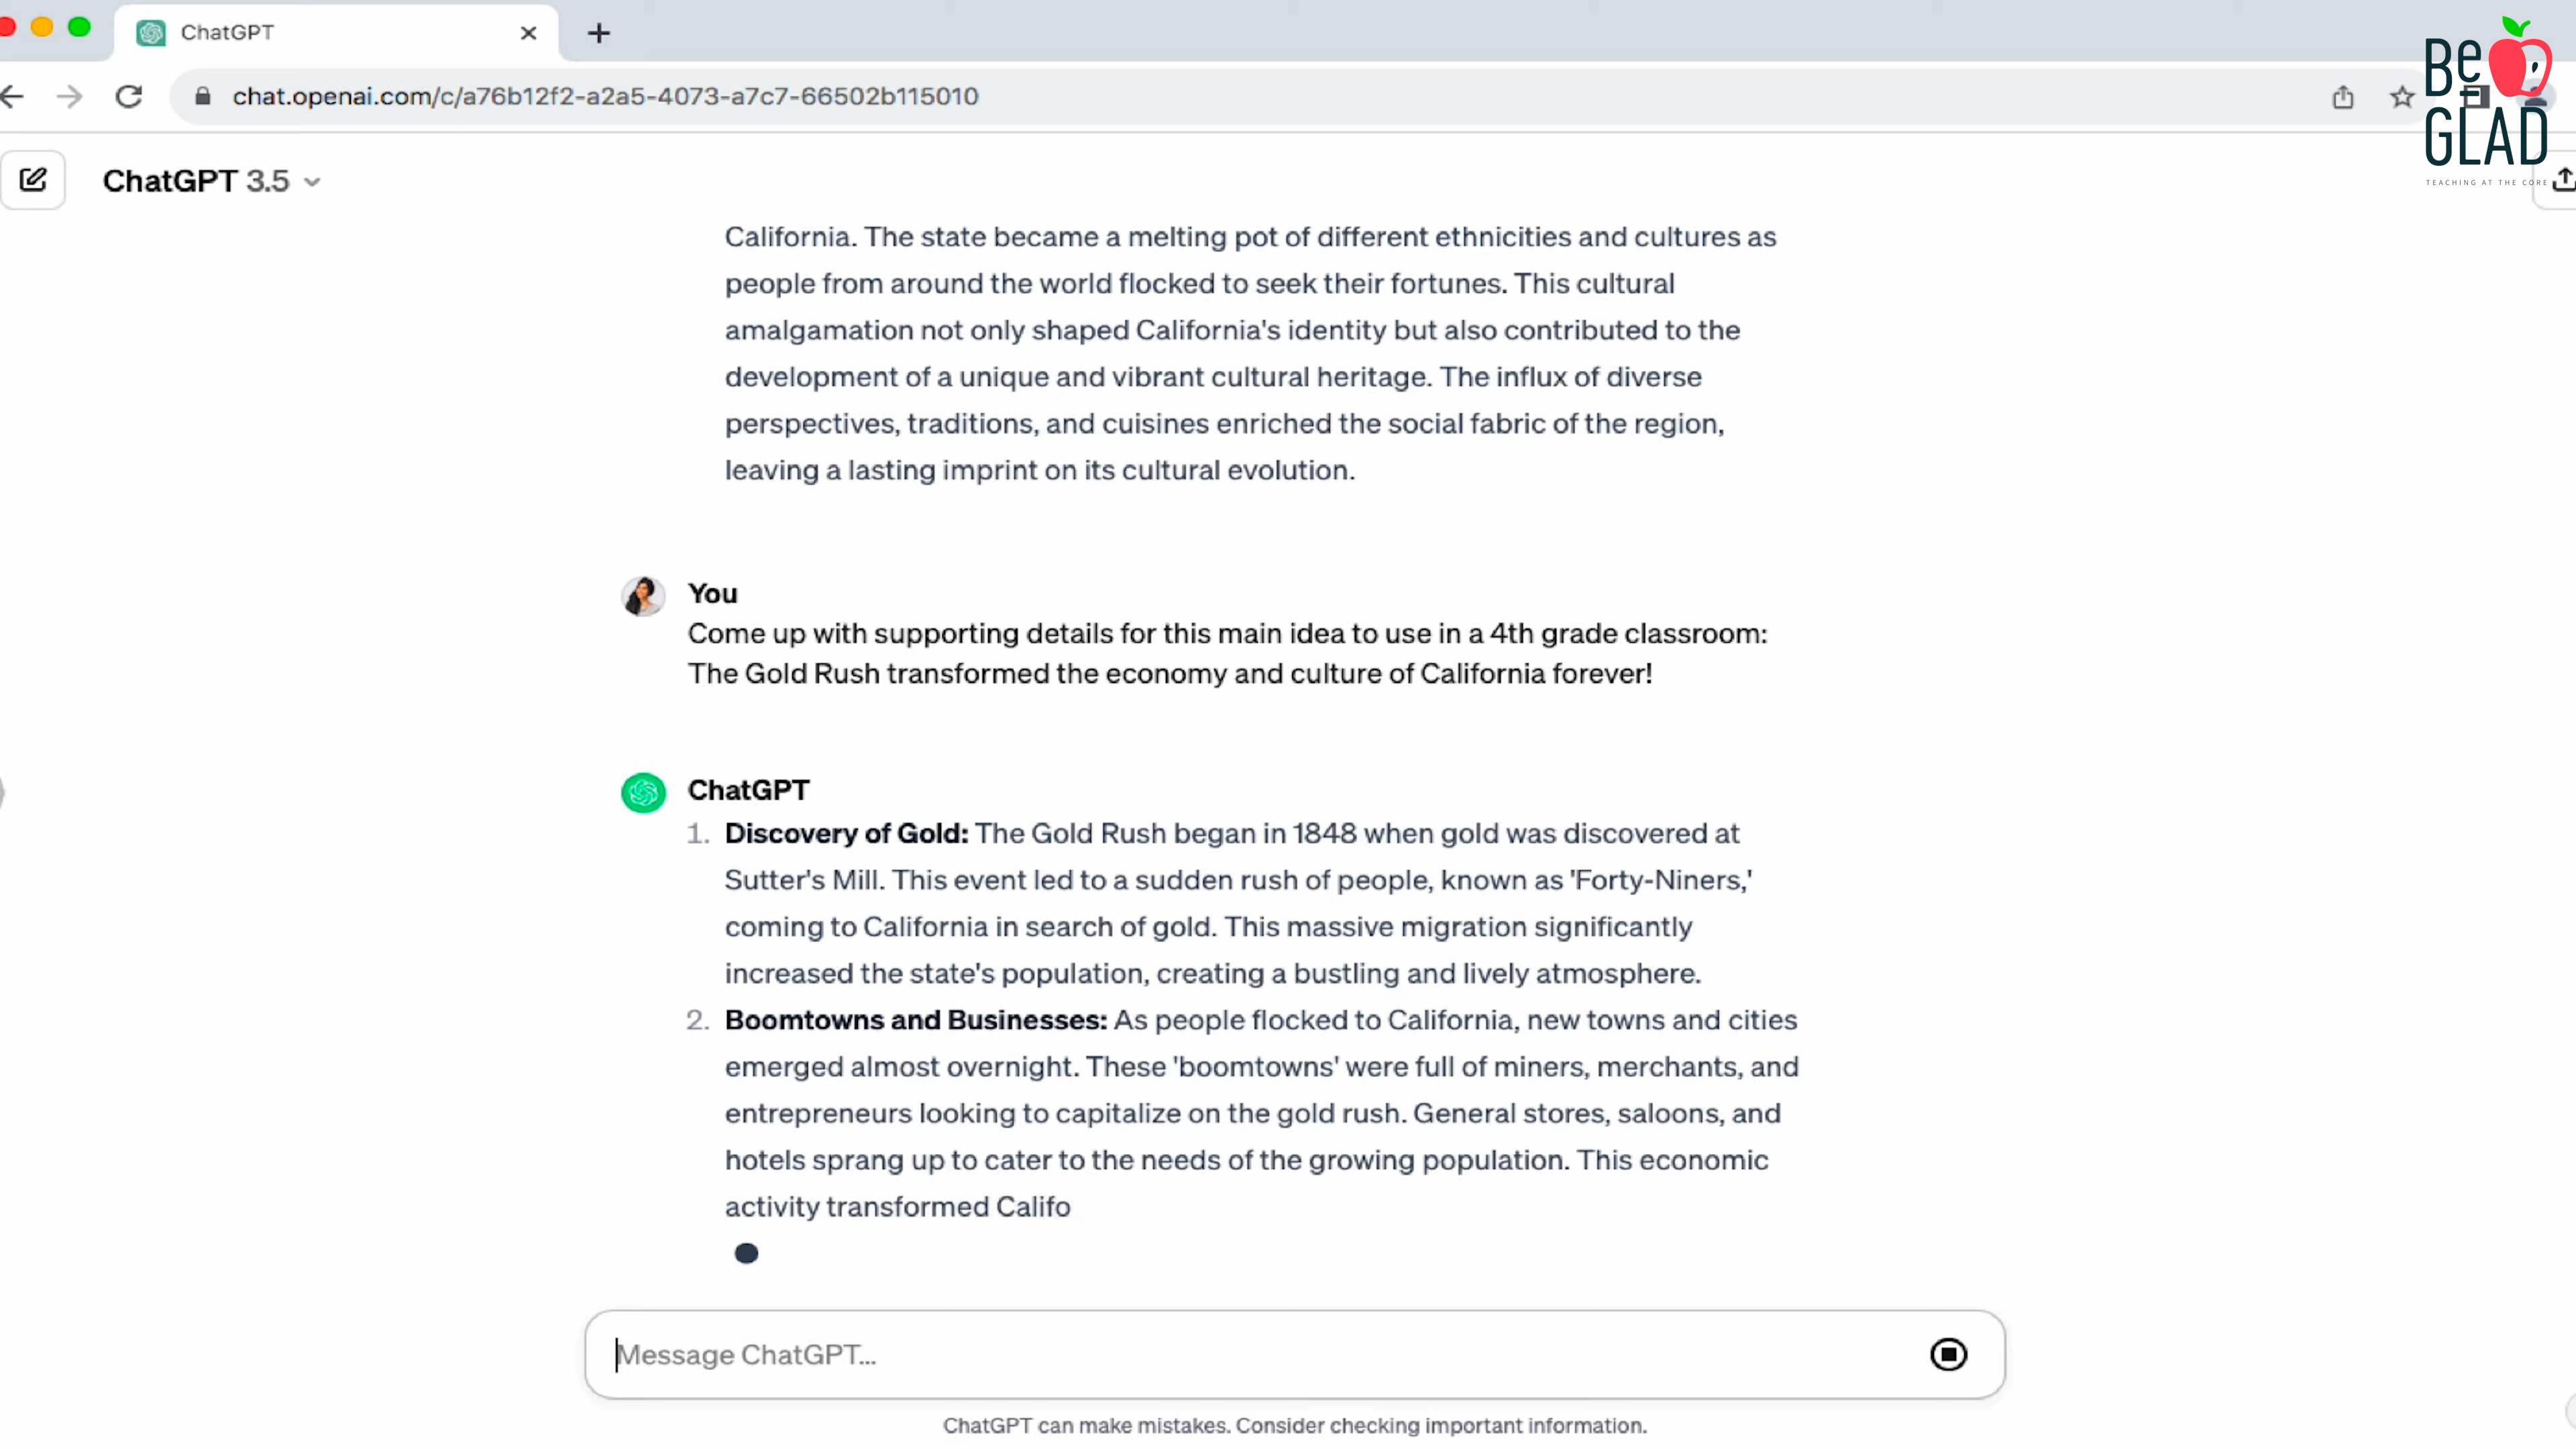 ChatGPT
chat.openai.com/c/a76b12f2-a2a5-4073-a7c7-66502b115010
Be
GLAD
TEACHING AT THE CORE
ChatGPT 3.5
California. The state became a melting pot of different ethnicities and cultures as
people from around the world flocked to seek their fortunes. This cultural
amalgamation not only shaped California's identity but also contributed to the
development of a unique and vibrant cultural heritage. The influx of diverse
perspectives, traditions, and cuisines enriched the social fabric of the region,
leaving a lasting imprint on its cultural evolution.
You
Come up with supporting details for this main idea to use in a 4th grade classroom:
The Gold Rush transformed the economy and culture of California forever!
ChatGPT
1. Discovery of Gold: The Gold Rush began in 1848 when gold was discovered at
Sutter's Mill. This event led to a sudden rush of people, known as 'Forty-Niners,'
coming to California in search of gold. This massive migration significantly
increased the state's population, creating a bustling and lively atmosphere.
2. Boomtowns and Businesses: As people flocked to California, new towns and cities
emerged almost overnight. These 'boomtowns' were full of miners, merchants, and
entrepreneurs looking to capitalize on the gold rush. General stores, saloons, and
hotels sprang up to cater to the needs of the growing population. This economic
activity transformed Califo
Message ChatGPT...
ChatGPT can make mistakes. Consider checking important information.